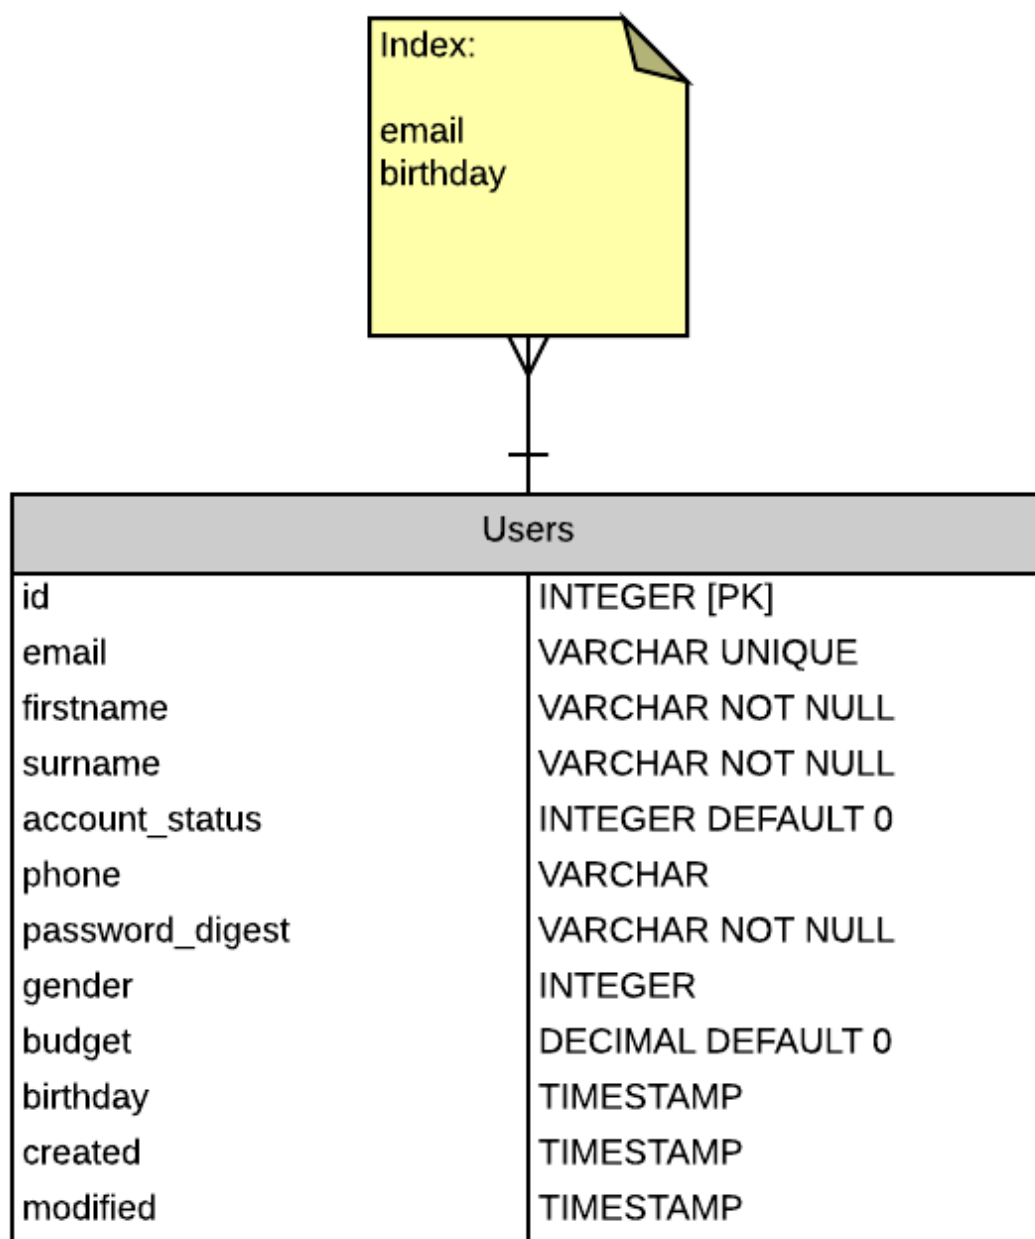 Index:
email
birthday
Users
id INTEGER [PK]
email VARCHAR UNIQUE
firstname VARCHAR NOT NULL
surname VARCHAR NOT NULL
account_status INTEGER DEFAULT 0
phone VARCHAR
password_digest VARCHAR NOT NULL
gender INTEGER
budget DECIMAL DEFAULT 0
birthday TIMESTAMP
created TIMESTAMP
modified TIMESTAMP